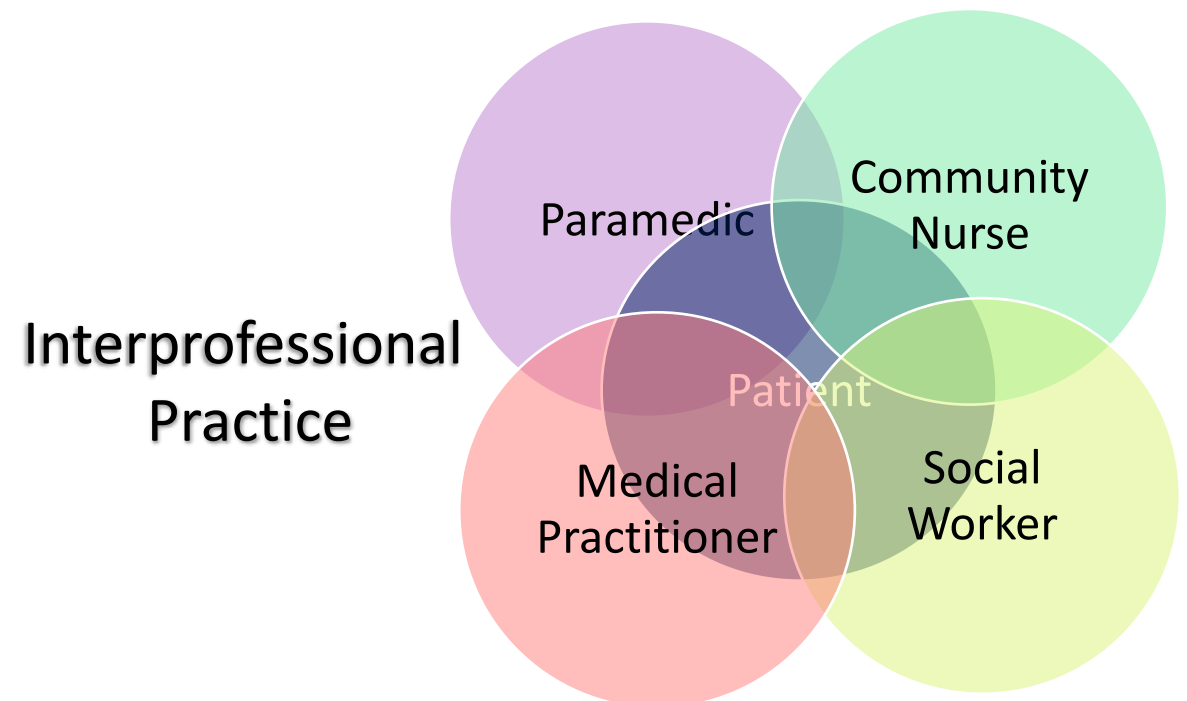 Interprofessional
Practice
Paramedic
Community
Nurse
Patient
Medical
Practitioner
Social
Worker